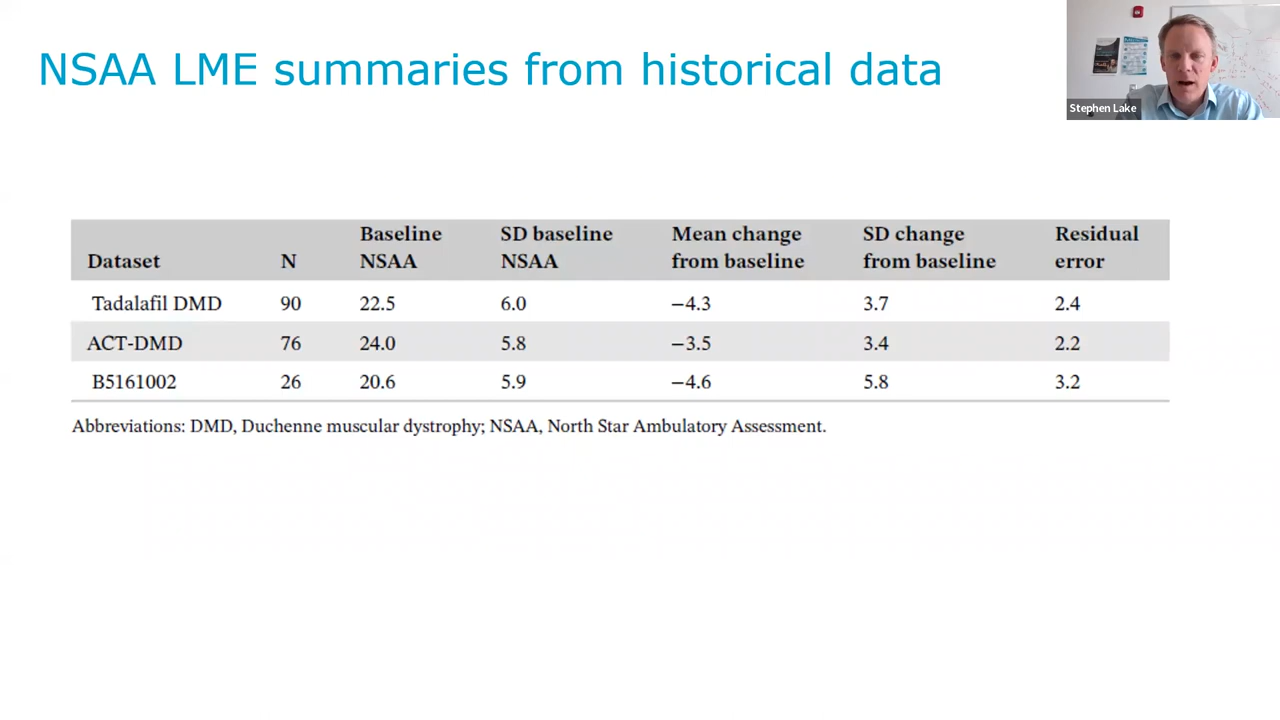 NSAA LME summaries from historical data
Stephen Lake
Dataset N Baseline NSAA SD baseline NSAA Mean change from baseline SD change from baseline Residual error
Tadalafil DMD 90 22.5 6.0 −4.3 3.7 2.4
ACT-DMD 76 24.0 5.8 −3.5 3.4 2.2
B5161002 26 20.6 5.9 −4.6 5.8 3.2
Abbreviations: DMD, Duchenne muscular dystrophy; NSAA, North Star Ambulatory Assessment.